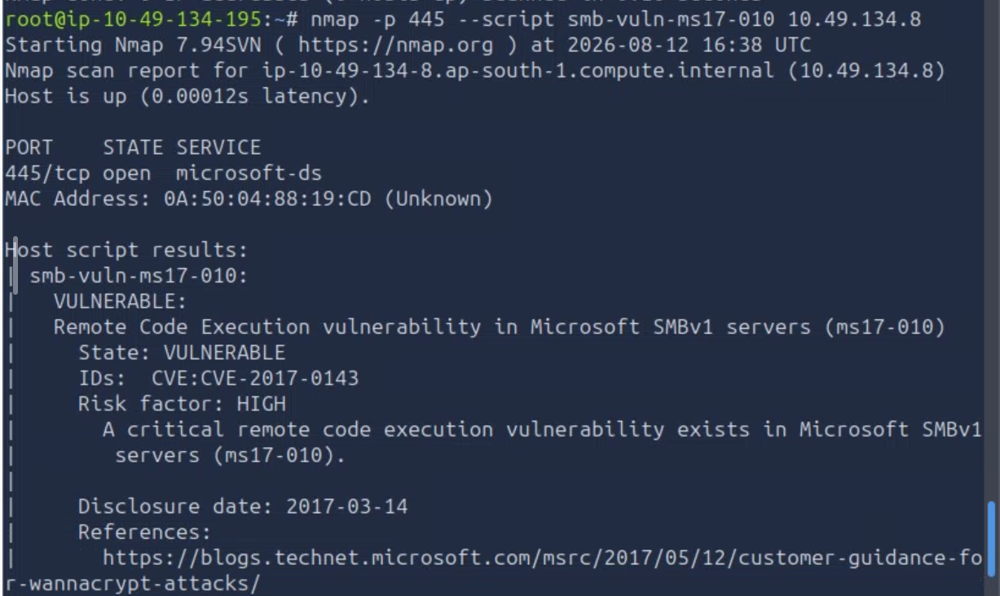 root@ip-10-49-134-195:~# nmap -p 445 --script smb-vuln-ms17-010 10.49.134.8
Starting Nmap 7.94SVN ( https://nmap.org ) at 2026-08-12 16:38 UTC
Nmap scan report for ip-10-49-134-8.ap-south-1.compute.internal (10.49.134.8)
Host is up (0.00012s latency).

PORT    STATE SERVICE
445/tcp open  microsoft-ds
MAC Address: 0A:50:04:88:19:CD (Unknown)

Host script results:
| smb-vuln-ms17-010:
|   VULNERABLE:
|   Remote Code Execution vulnerability in Microsoft SMBv1 servers (ms17-010)
|     State: VULNERABLE
|     IDs:  CVE:CVE-2017-0143
|     Risk factor: HIGH
|       A critical remote code execution vulnerability exists in Microsoft SMBv1
|        servers (ms17-010).
|
|     Disclosure date: 2017-03-14
|     References:
|       https://blogs.technet.microsoft.com/msrc/2017/05/12/customer-guidance-fo
r-wannacrypt-attacks/